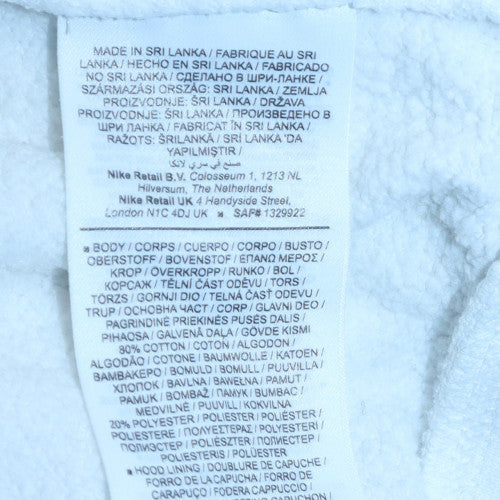 MADE IN SRI LANKA / FABRIQUE AU SRI
LANKA / HECHO EN SRI LANKA / FABRICADO
NO SRI LANKA / СДЕЛАНО В ШРИ-ЛАНКЕ /
SZÁRMAZÁSI ORSZÁG: SRI LANKA / ZEMLJA
PROIZVODNJE: ŠRI LANKA / DRŽAVA
PROIZVODNJE: ŠRI LANKA / ПРОИЗВЕДЕНО В
ШРИ ЛАНКА / FABRICAT ÎN SRI LANKA /
RAŽOTS: ŠRILANKĀ / SRİ LANKA 'DA
YAPILMIŞTIR /
صنع في سري لانكا
Nike Retail B.V. Colosseum 1, 1213 NL
Hilversum, The Netherlands
Nike Retail UK 4 Handyside Street,
London N1C 4DJ UK SAF# 1329922
BODY / CORPS / CUERPO / CORPO / BUSTO /
OBERSTOFF / BOVENSTOF / ΕΠΑΝΩ ΜΕΡΟΣ /
KROP / ÖVERKROPP / RUNKO / BOL /
КОРСАЖ / TĚLNÍ ČÁST ODĚVU / TORS /
TÖRZS / GORNJI DIO / TELNÁ ČASŤ ODEVU /
TRUP / ОСНОВНА ЧАСТ / CORP / GLAVNI DEO /
PAGRINDINĖ PRIEKINĖS PUSĖS DALIS /
PIHAOSA / GALVENĀ DAĻA / GÖVDE KISMI
80% COTTON / COTON / ALGODÓN /
ALGODÃO / COTONE / BAUMWOLLE / KATOEN /
ΒΑΜΒΑΚΕΡΟ / BOMULD / BOMULL / PUUVILLA /
ХЛОПОК / BAVLNA / BAWEŁNA / PAMUT /
PAMUK / BOMBAŽ / ПАМУК / BUMBAC /
MEDVILNĖ / PUUVILL / KOKVILNA
20% POLYESTER / POLYESTER / POLIÉSTER /
POLIESTERE / ΠΟΛΥΕΣΤΕΡΑΣ / POLYESTERI /
ПОЛИЭСТЕР / POLIÉSZTER / ПОЛИЕСТЕР /
POLIESTERIS / POLÜESTER
HOOD LINING / DOUBLURE DE CAPUCHE /
FORRO DE LA CAPUCHA / FORRO DE
CARAPUÇO / FODERA CAPPUCCIO /